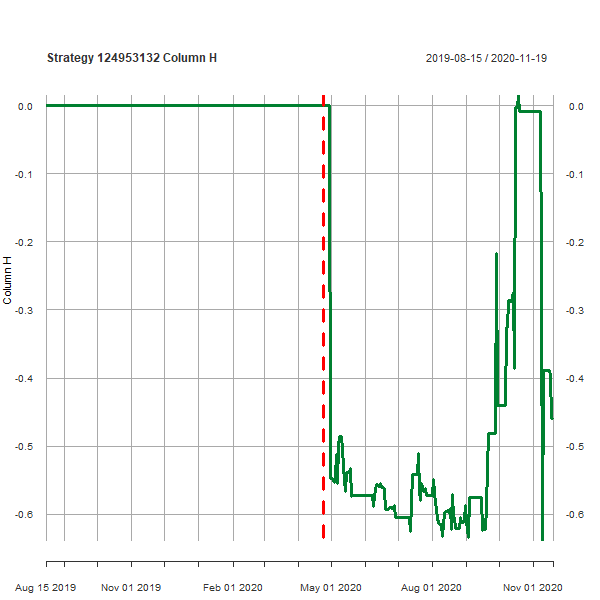 Strategy 124953132 Column H
2019-08-15 / 2020-11-19
0.0
0.0
-0.1
-0.1
-0.2
-0.2
Column H
-0.3
-0.3
-0.4
-0.4
-0.5
-0.5
-0.6
-0.6
Aug 15 2019
Nov 01 2019
Feb 01 2020
May 01 2020
Aug 01 2020
Nov 01 2020